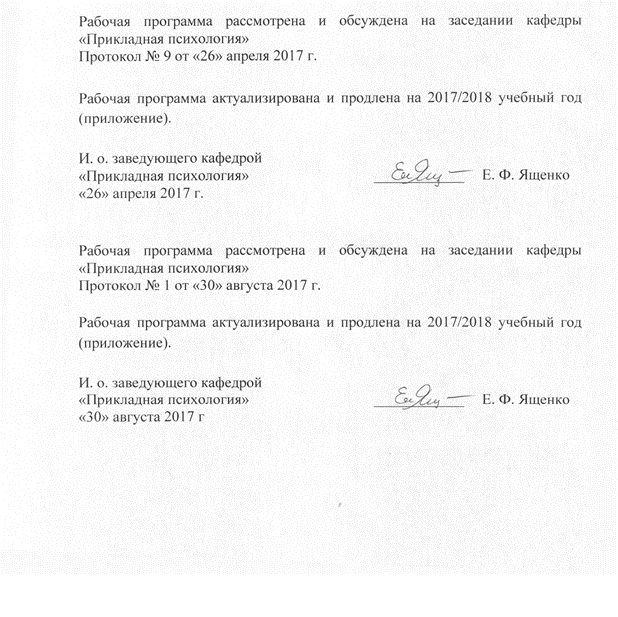 Рабочая программа рассмотрена и обсуждена на заседании кафедры
«Прикладная психология»
Протокол № 9 от «26» апреля 2017 г.
Рабочая программа актуализирована и продлена на 2017/2018 учебный год
(приложение).
И. о. заведующего кафедрой
«Прикладная психология» Е. Ф. Ященко
«26» апреля 2017 г.
Рабочая программа рассмотрена и обсуждена на заседании кафедры
«Прикладная психология»
Протокол № 1 от «30» августа 2017 г.
Рабочая программа актуализирована и продлена на 2017/2018 учебный год
(приложение).
И. о. заведующего кафедрой
«Прикладная психология» Е. Ф. Ященко
«30» августа 2017 г